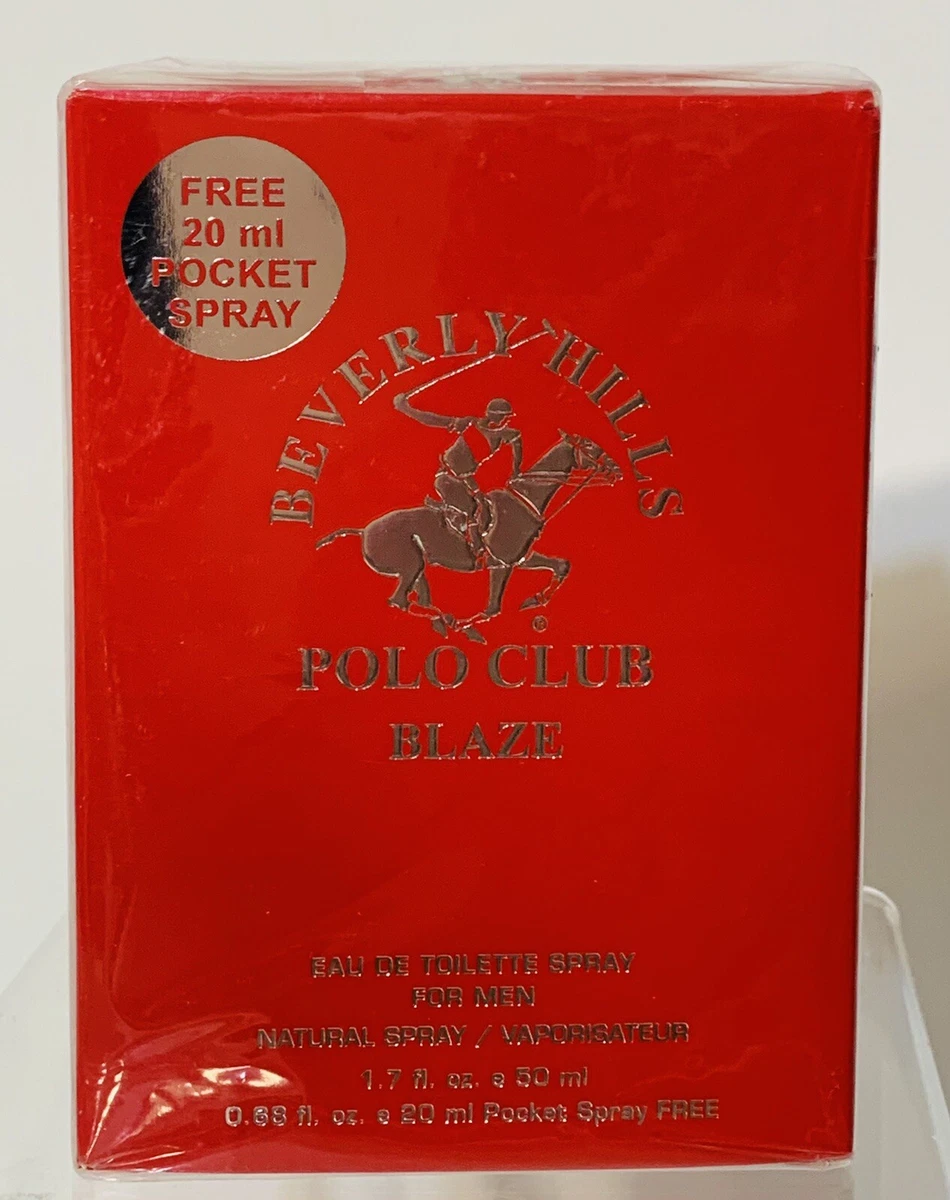 FREE
20 ml
POCKET
SPRAY
BEVERLY HILLS
®
POLO CLUB
BLAZE
EAU DE TOILETTE SPRAY
FOR MEN
NATURAL SPRAY / VAPORISATEUR
1.7 fl. oz. e 50 ml
0.68 fl. oz. e 20 ml Pocket Spray FREE